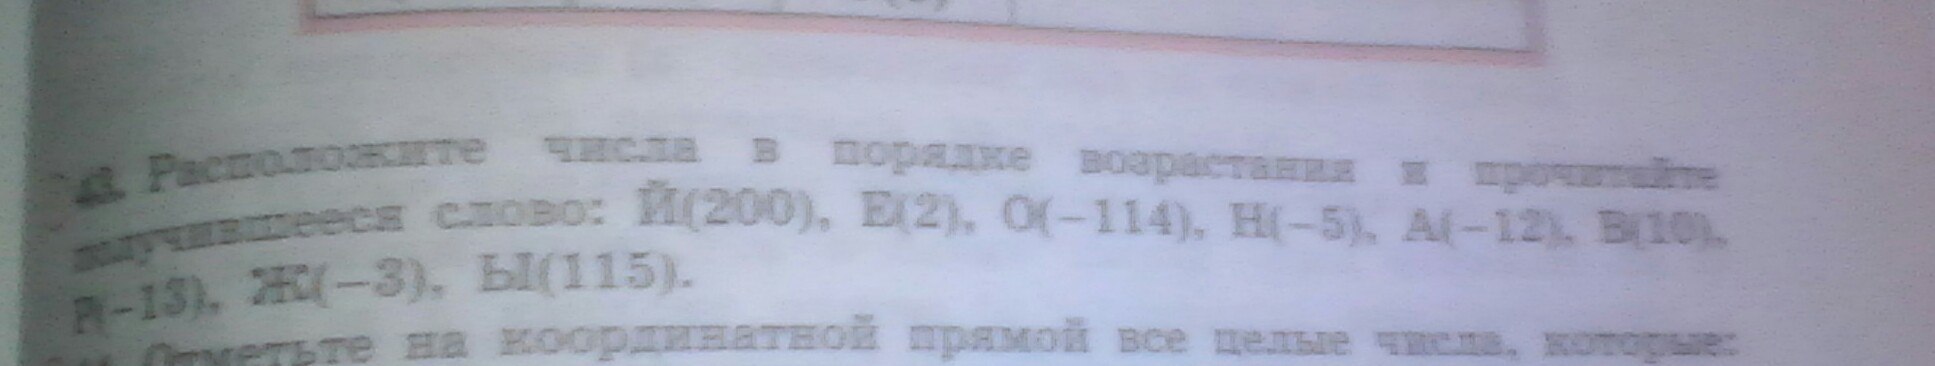 43. Расположите числа в порядке возрастания и прочитайте
получившееся слово: Й(200), Е(2), О(−114), Н(−5), А(−12), В(10),
Р(−13), Ж(−3), Ы(115).
Отметьте на координатной прямой все целые числа, которые: